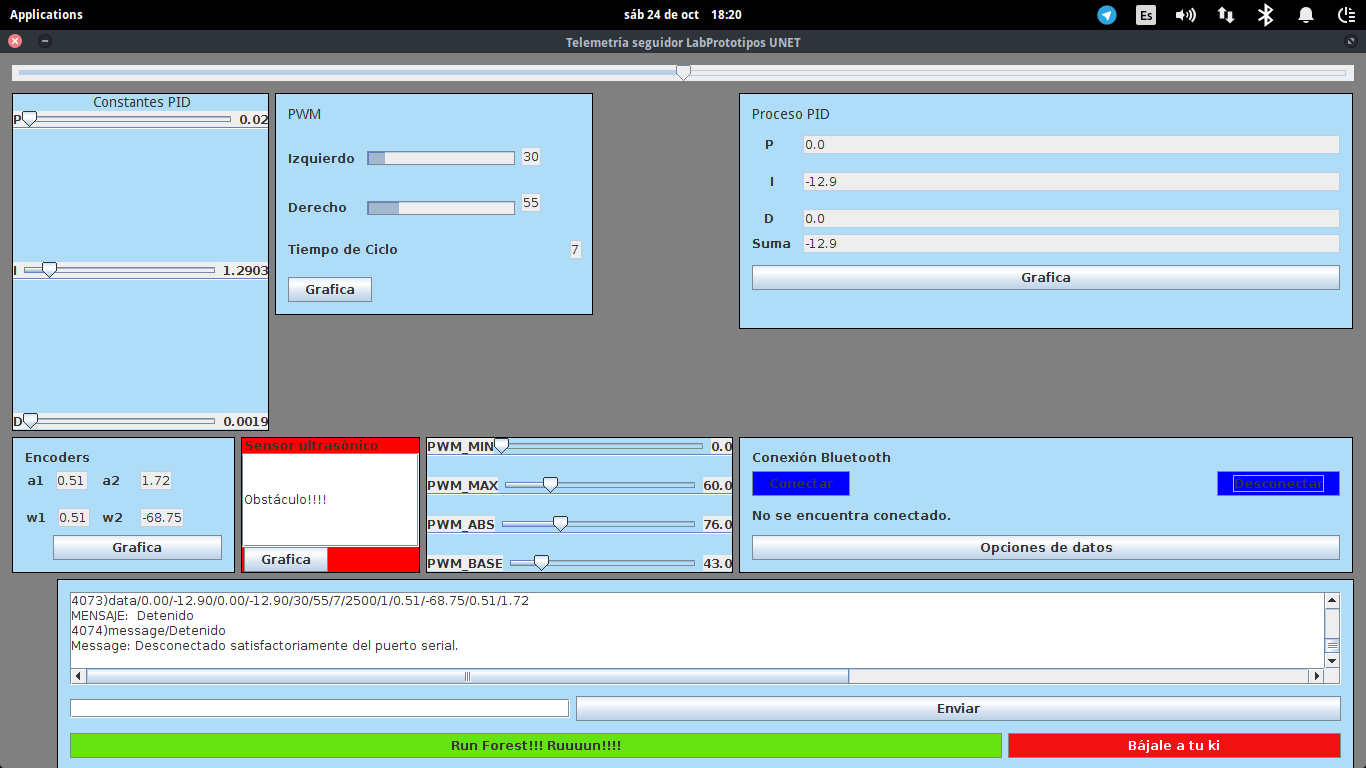 Applications
sáb 24 de oct 18:20
Es
Telemetría seguidor LabPrototipos UNET
Constantes PID
P 0.02
I 1.2903
D 0.0019
PWM
Izquierdo 30
Derecho 55
Tiempo de Ciclo 7
Grafica
Proceso PID
P 0.0
I -12.9
D 0.0
Suma -12.9
Grafica
Encoders
a1 0.51 a2 1.72
w1 0.51 w2 -68.75
Grafica
Sensor ultrasónico
Obstáculo!!!!
Grafica
PWM_MIN 0.0
PWM_MAX 60.0
PWM_ABS 76.0
PWM_BASE 43.0
Conexión Bluetooth
Conectar Desconectar
No se encuentra conectado.
Opciones de datos
4073)data/0.00/-12.90/0.00/-12.90/30/55/7/2500/1/0.51/-68.75/0.51/1.72
MENSAJE: Detenido
4074)message/Detenido
Message: Desconectado satisfactoriamente del puerto serial.
Enviar
Run Forest!!! Ruuuun!!!!
Bájale a tu ki